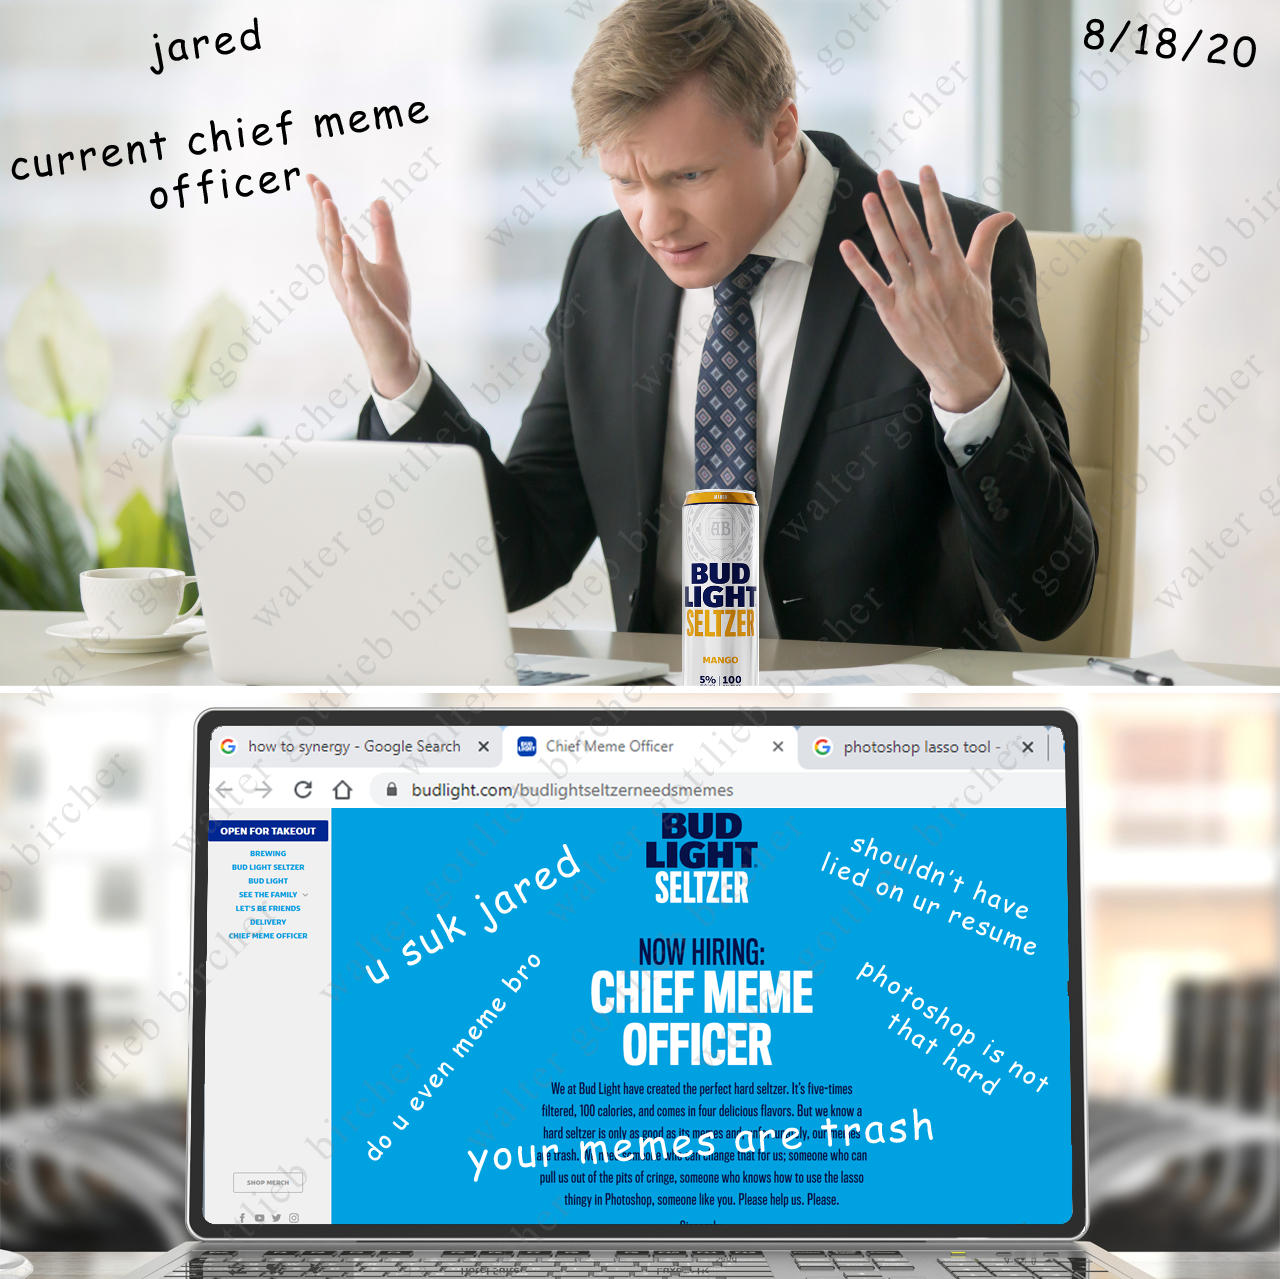 jared
8/18/20
current chief meme
officer
walter gottlieb bircher
MANGO
AB
BUD
LIGHT
SELTZER
MANGO
5% | 100
how to synergy - Google Search
Chief Meme Officer
photoshop lasso tool -
budlight.com/budlightseltzerneedsmemes
OPEN FOR TAKEOUT
BREWING
BUD LIGHT SELTZER
BUD LIGHT
SEE THE FAMILY
LET'S BE FRIENDS
DELIVERY
CHIEF MEME OFFICER
SHOP MERCH
BUD
LIGHT
SELTZER
u suk jared
shouldn't have
lied on ur resume
NOW HIRING:
CHIEF MEME
OFFICER
do u even meme bro
photoshop is not
that hard
We at Bud Light have created the perfect hard seltzer. It's five-times
filtered, 100 calories, and comes in four delicious flavors. But we know a
hard seltzer is only as good as its memes and, unfortunately, our memes
are trash. We need someone who can change that for us; someone who can
pull us out of the pits of cringe, someone who knows how to use the lasso
thingy in Photoshop, someone like you. Please help us. Please.
your memes are trash